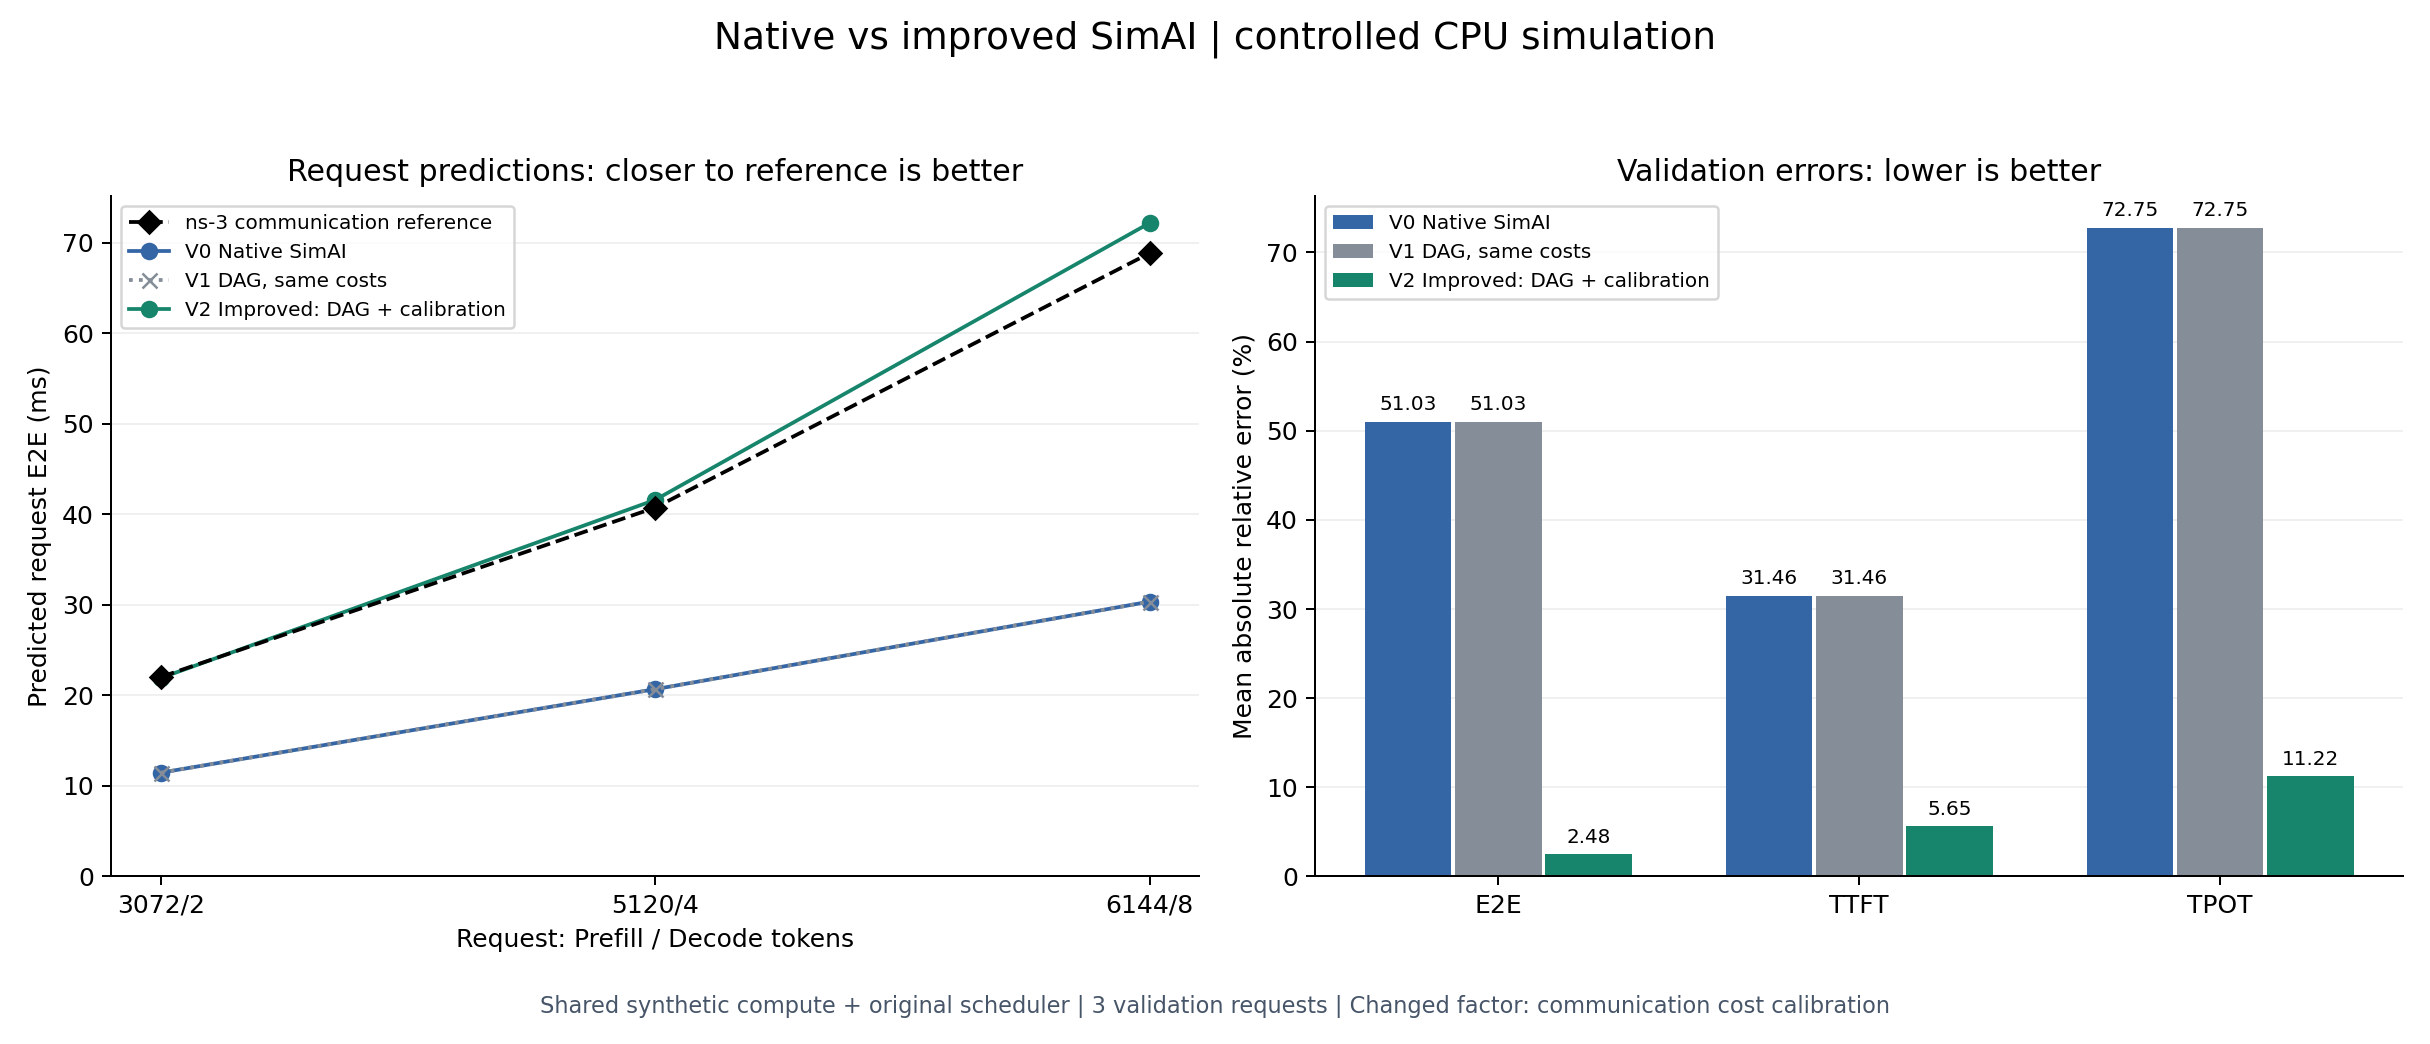 Native vs improved SimAI | controlled CPU simulation
Request predictions: closer to reference is better
ns-3 communication reference
V0 Native SimAI
V1 DAG, same costs
V2 Improved: DAG + calibration
Predicted request E2E (ms)
70
60
50
40
30
20
10
0
3072/2
5120/4
6144/8
Request: Prefill / Decode tokens
Validation errors: lower is better
V0 Native SimAI
V1 DAG, same costs
V2 Improved: DAG + calibration
Mean absolute relative error (%)
70
60
50
40
30
20
10
0
51.03
51.03
2.48
31.46
31.46
5.65
72.75
72.75
11.22
E2E
TTFT
TPOT
Shared synthetic compute + original scheduler | 3 validation requests | Changed factor: communication cost calibration